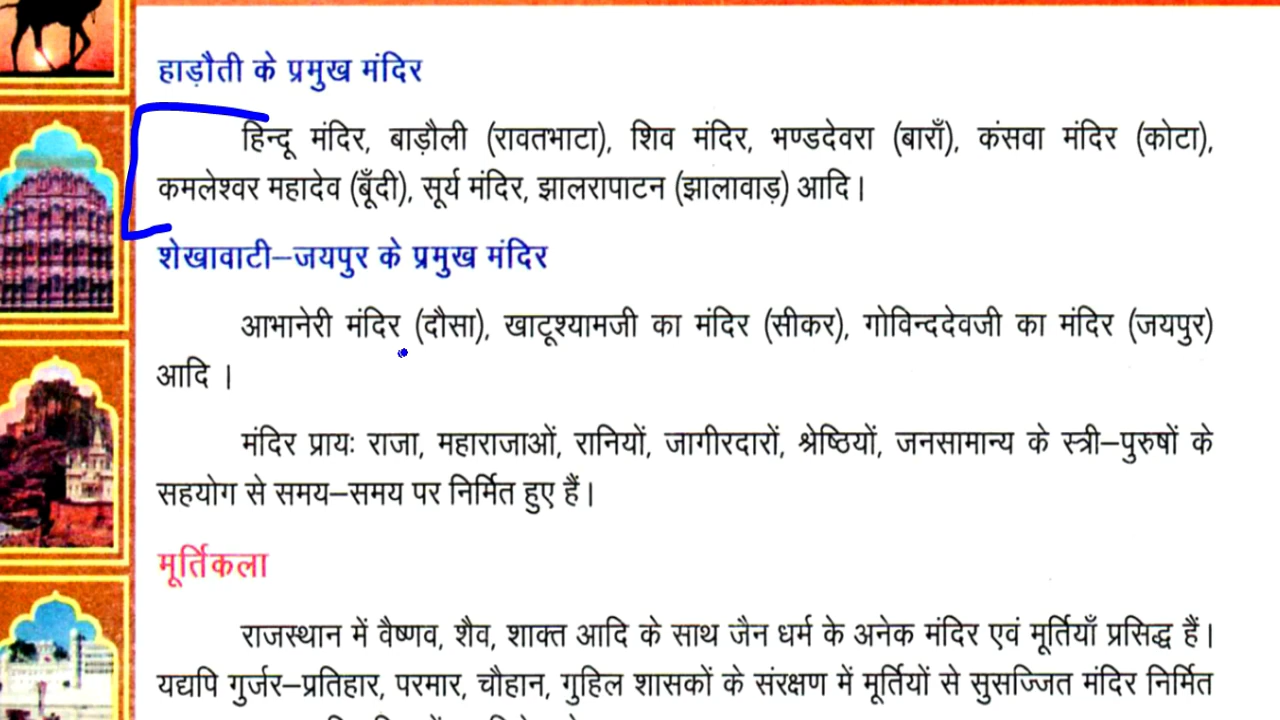 हाड़ौती के प्रमुख मंदिर
हिन्दू मंदिर, बाड़ौली (रावतभाटा), शिव मंदिर, भण्डदेवरा (बाराँ), कंसवा मंदिर (कोटा),
कमलेश्वर महादेव (बूँदी), सूर्य मंदिर, झालरापाटन (झालावाड़) आदि।
शेखावाटी–जयपुर के प्रमुख मंदिर
आभानेरी मंदिर (दौसा), खाटूश्यामजी का मंदिर (सीकर), गोविन्ददेवजी का मंदिर (जयपुर)
आदि ।
मंदिर प्रायः राजा, महाराजाओं, रानियों, जागीरदारों, श्रेष्ठियों, जनसामान्य के स्त्री–पुरुषों के
सहयोग से समय–समय पर निर्मित हुए हैं।
मूर्तिकला
राजस्थान में वैष्णव, शैव, शाक्त आदि के साथ जैन धर्म के अनेक मंदिर एवं मूर्तियाँ प्रसिद्ध हैं।
यद्यपि गुर्जर–प्रतिहार, परमार, चौहान, गुहिल शासकों के संरक्षण में मूर्तियों से सुसज्जित मंदिर निर्मित